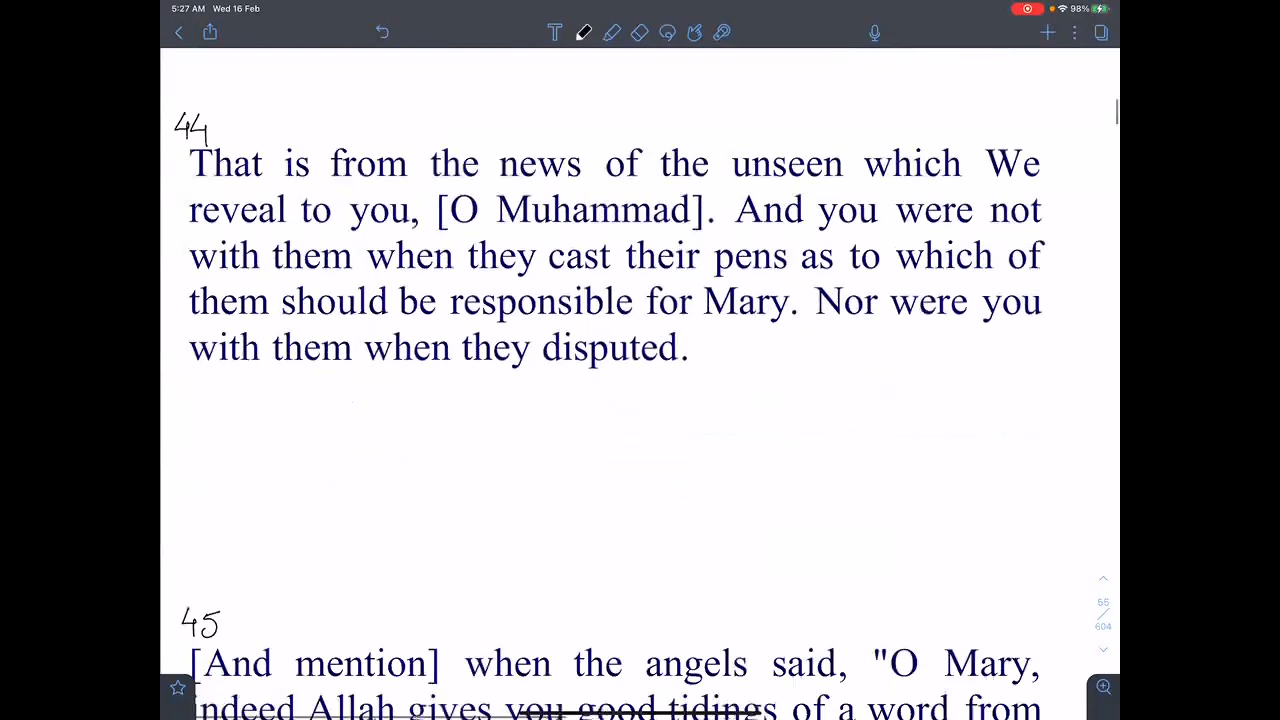 5:27 AM Wed 16 Feb
98%
44
That is from the news of the unseen which We
reveal to you, [O Muhammad]. And you were not
with them when they cast their pens as to which of
them should be responsible for Mary. Nor were you
with them when they disputed.
55
604
45
[And mention] when the angels said, "O Mary,
indeed Allah gives you good tidings of a word from